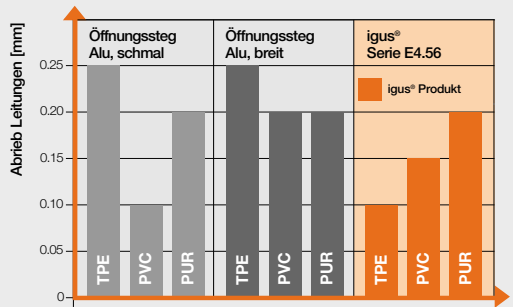 Abrieb Leitungen [mm]
Öffnungssteg
Alu, schmal
Öffnungssteg
Alu, breit
igus®
Serie E4.56
igus® Produkt
0.25
0.20
0.15
0.10
0.05
0
TPE
PVC
PUR
TPE
PVC
PUR
TPE
PVC
PUR